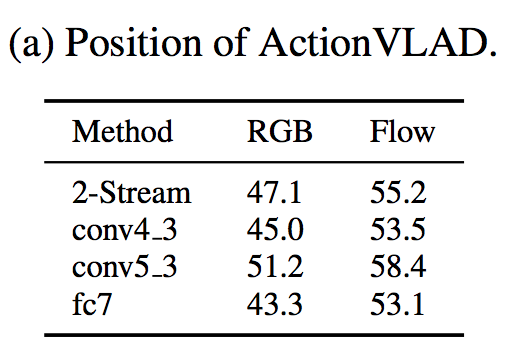 (a) Position of ActionVLAD.
Method RGB Flow
2-Stream 47.1 55.2
conv4_3 45.0 53.5
conv5_3 51.2 58.4
fc7 43.3 53.1